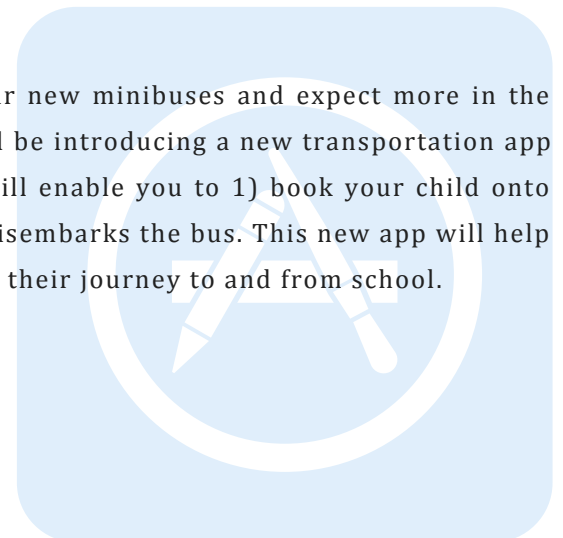 r new minibuses and expect more in the
be introducing a new transportation app
ill enable you to 1) book your child onto
isembarks the bus. This new app will help
their journey to and from school.